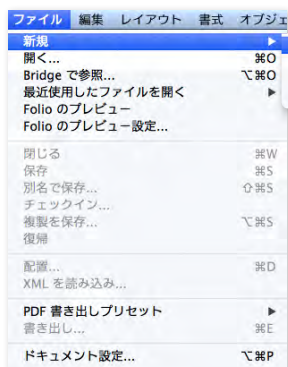 ファイル 編集 レイアウト 書式 オブジェ
新規 ▶
開く... ⌘O
Bridge で参照... ⌥⌘O
最近使用したファイルを開く ▶
Folio のプレビュー
Folio のプレビュー設定...
閉じる ⌘W
保存 ⌘S
別名で保存... ⇧⌘S
チェックイン...
複製を保存... ⌥⌘S
復帰
配置... ⌘D
XML を読み込み...
PDF 書き出しプリセット ▶
書き出し... ⌘E
ドキュメント設定... ⌥⌘P